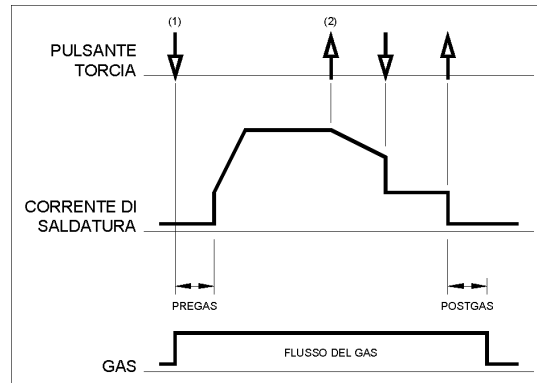 (1)
(2)
PULSANTE
TORCIA
CORRENTE DI
SALDATURA
PREGAS
POSTGAS
FLUSSO DEL GAS
GAS